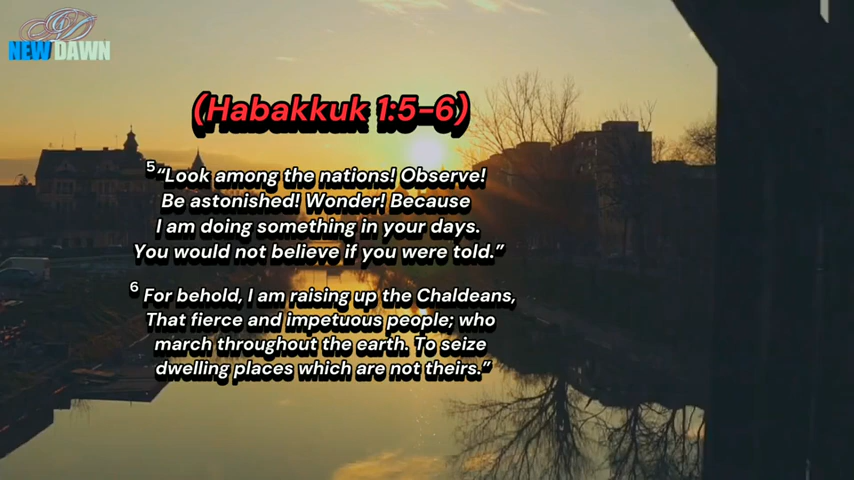 NEW DAWN
(Habakkuk 1:5-6)
5 “Look among the nations! Observe!
Be astonished! Wonder! Because
I am doing something in your days.
You would not believe if you were told.”
6 For behold, I am raising up the Chaldeans,
That fierce and impetuous people; who
march throughout the earth. To seize
dwelling places which are not theirs.”